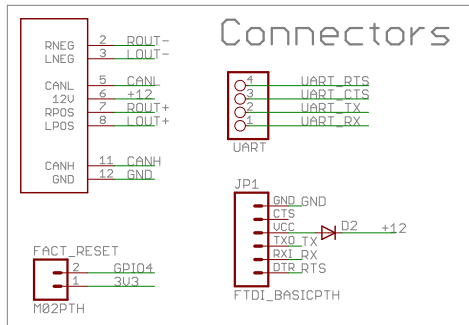 Connectors
RNEG 2 ROUT-
LNEG 3 LOUT-
CANL 5 CANL
12V 6 +12
RPOS 7 ROUT+
LPOS 8 LOUT+
CANH 11 CANH
GND 12 GND
4 UART_RTS
3 UART_CTS
2 UART_TX
1 UART_RX
UART
JP1
GND GND
CTS
VCC D2 +12
TXO TX
RXI RX
DTR RTS
FTDI_BASICPTH
FACT_RESET
2 GPIO4
1 3V3
M02PTH